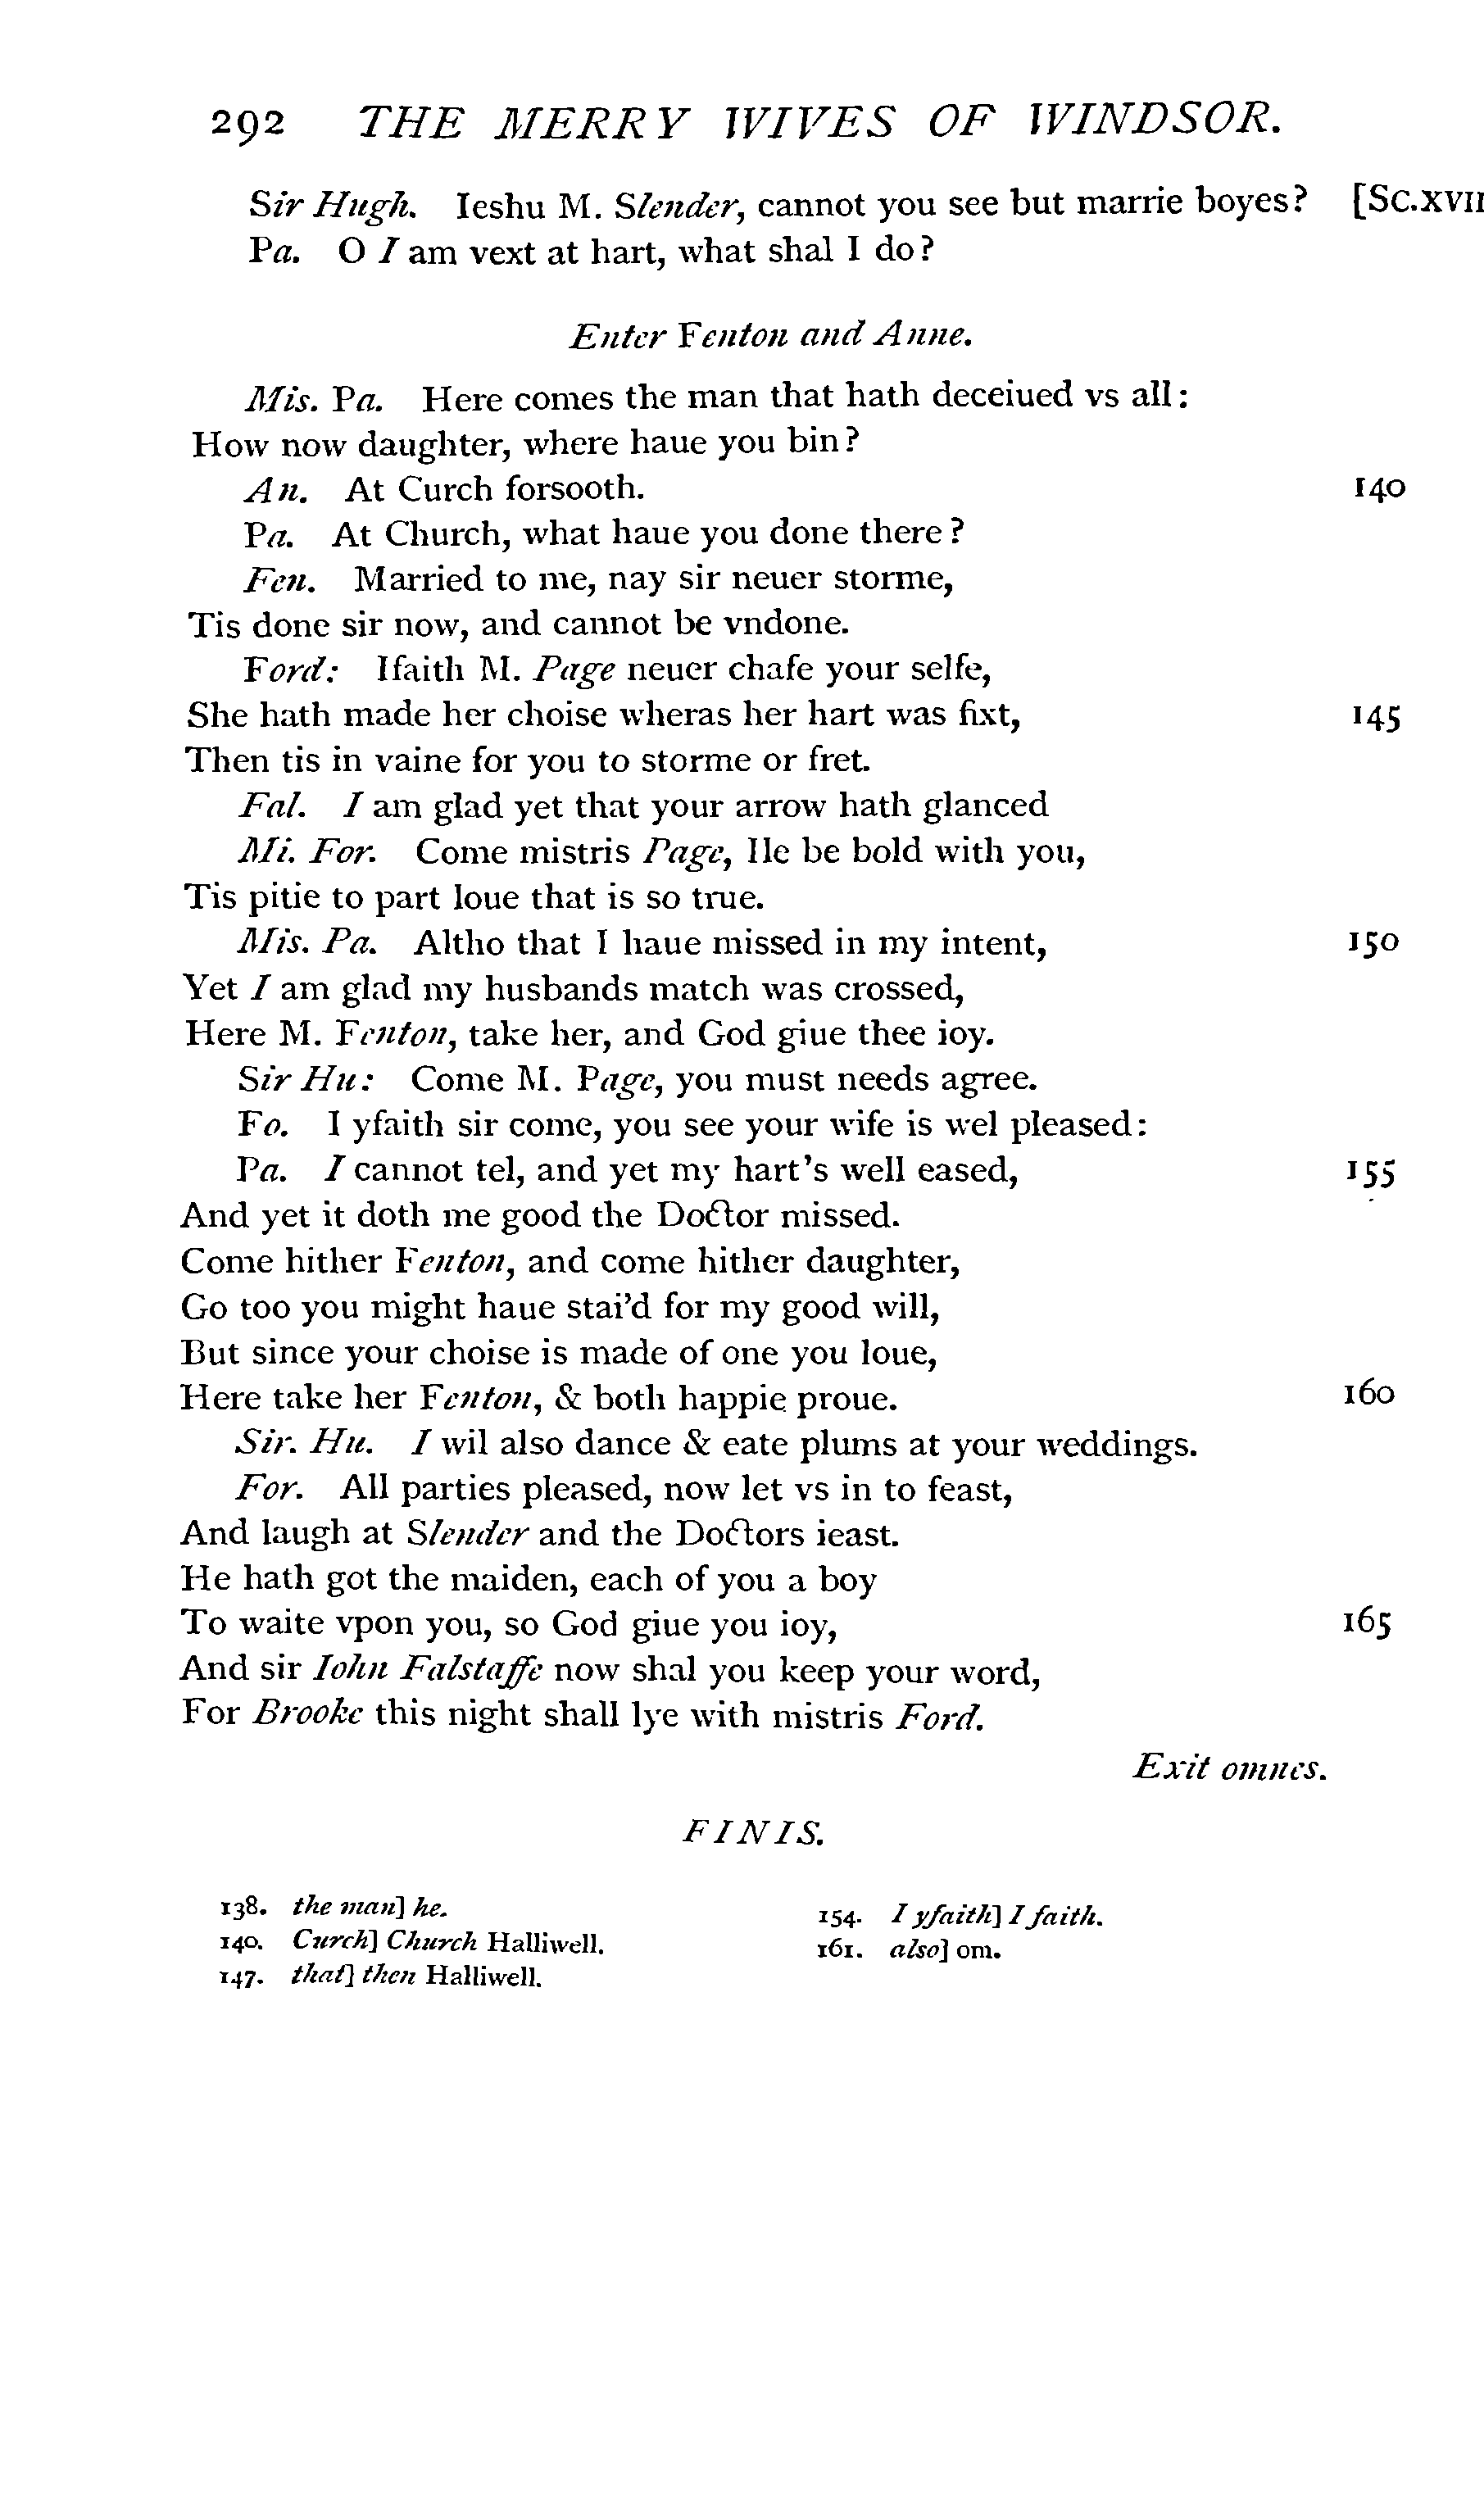 292 THE MERRY WIVES OF WINDSOR.
Sir Hugh. Ieshu M. Slender, cannot you see but marrie boyes? [SC.XVII
Pa. O I am vext at hart, what shal I do?
Enter Fenton and Anne.
Mis. Pa. Here comes the man that hath deceiued vs all:
How now daughter, where haue you bin?
An. At Curch forsooth. 140
Pa. At Church, what haue you done there?
Fen. Married to me, nay sir neuer storme,
Tis done sir now, and cannot be vndone.
Ford: Ifaith M. Page neuer chafe your selfe,
She hath made her choise wheras her hart was fixt, 145
Then tis in vaine for you to storme or fret.
Fal. I am glad yet that your arrow hath glanced
Mi. For. Come mistris Page, Ile be bold with you,
Tis pitie to part loue that is so true.
Mis. Pa. Altho that I haue missed in my intent, 150
Yet I am glad my husbands match was crossed,
Here M. Fenton, take her, and God giue thee ioy.
Sir Hu: Come M. Page, you must needs agree.
Fo. I yfaith sir come, you see your wife is wel pleased:
Pa. I cannot tel, and yet my hart's well eased, 155
And yet it doth me good the Doctor missed.
Come hither Fenton, and come hither daughter,
Go too you might haue stai'd for my good will,
But since your choise is made of one you loue,
Here take her Fenton, & both happie proue. 160
Sir. Hu. I wil also dance & eate plums at your weddings.
For. All parties pleased, now let vs in to feast,
And laugh at Slender and the Doctors ieast.
He hath got the maiden, each of you a boy
To waite vpon you, so God giue you ioy, 165
And sir Iohn Falstaffe now shal you keep your word,
For Brooke this night shall lye with mistris Ford.
Exit omnes.
FINIS.
138. the man] he.
140. Curch] Church Halliwell.
147. that] then Halliwell.
154. I yfaith] I faith.
161. also] om.